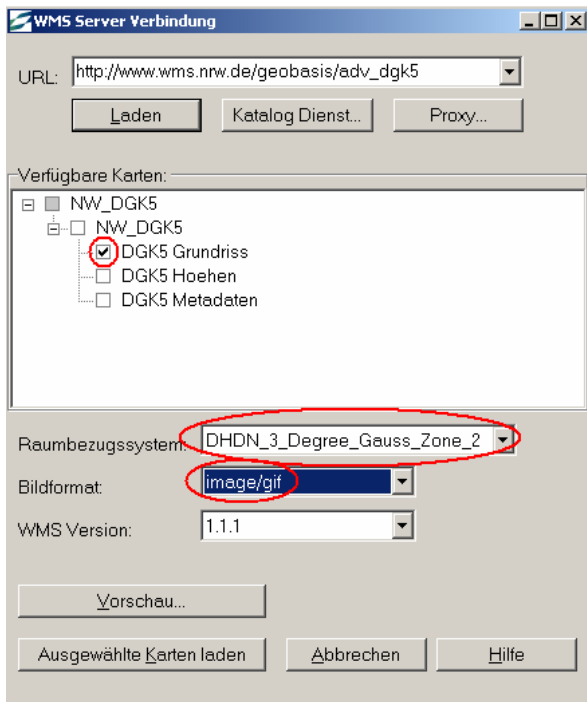 WMS Server Verbindung
URL: http://www.wms.nrw.de/geobasis/adv_dgk5
Laden Katalog Dienst... Proxy...
Verfügbare Karten:
NW_DGK5
NW_DGK5
DGK5 Grundriss
DGK5 Hoehen
DGK5 Metadaten
Raumbezugssystem: DHDN_3_Degree_Gauss_Zone_2
Bildformat: image/gif
WMS Version: 1.1.1
Vorschau...
Ausgewählte Karten laden Abbrechen Hilfe